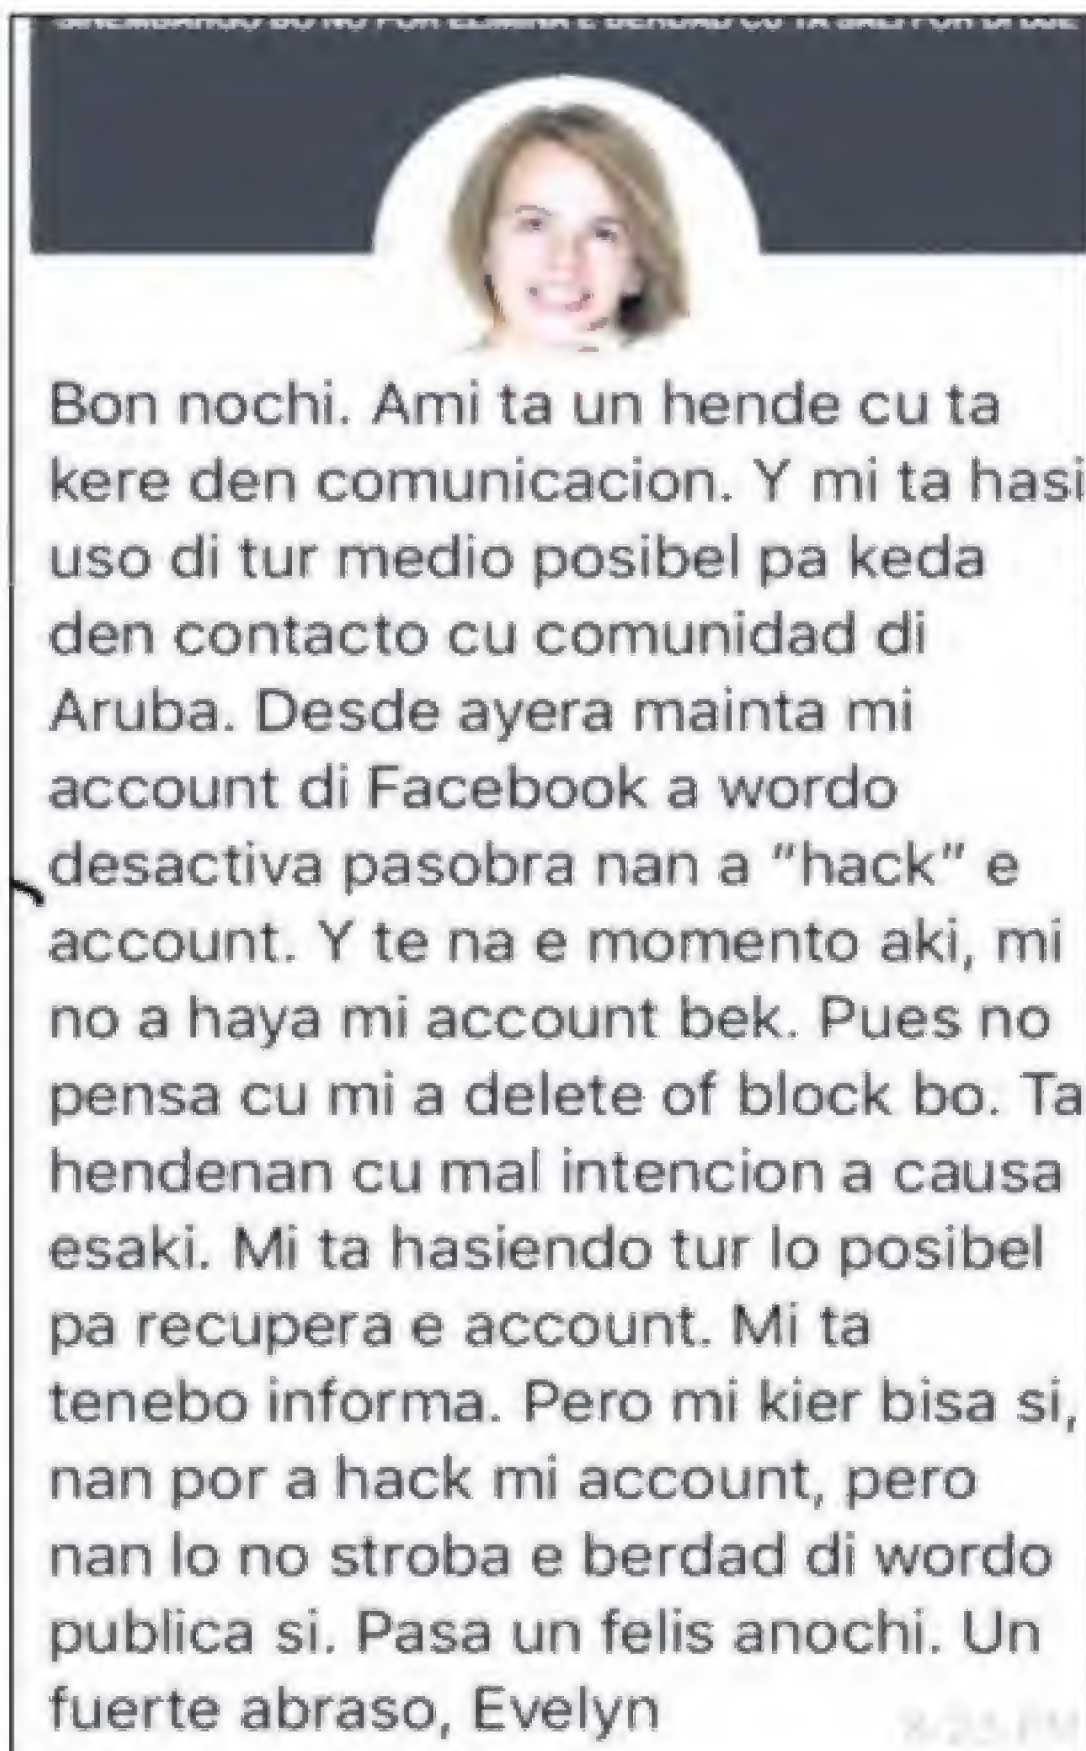 Bon nochi. Ami ta un hende cu ta
kere den comunicacion. Y mi ta hasi
uso di tur medio posibel pa keda
den contacto cu comunidad di
Aruba. Desde ayera mainta mi
account di Facebook a wordo
desactiva pasobra nan a "hack" e
account. Y te na e momento aki, mi
no a haya mi account bek. Pues no
pensa cu mi a delete of block bo. Ta
hendenan cu mal intencion a causa
esaki. Mi ta hasiendo tur lo posibel
pa recupera e account. Mi ta
tenebo informa. Pero mi kier bisa si,
nan por a hack mi account, pero
nan lo no stroba e berdad di wordo
publica si. Pasa un felis anochi. Un
fuerte abraso, Evelyn